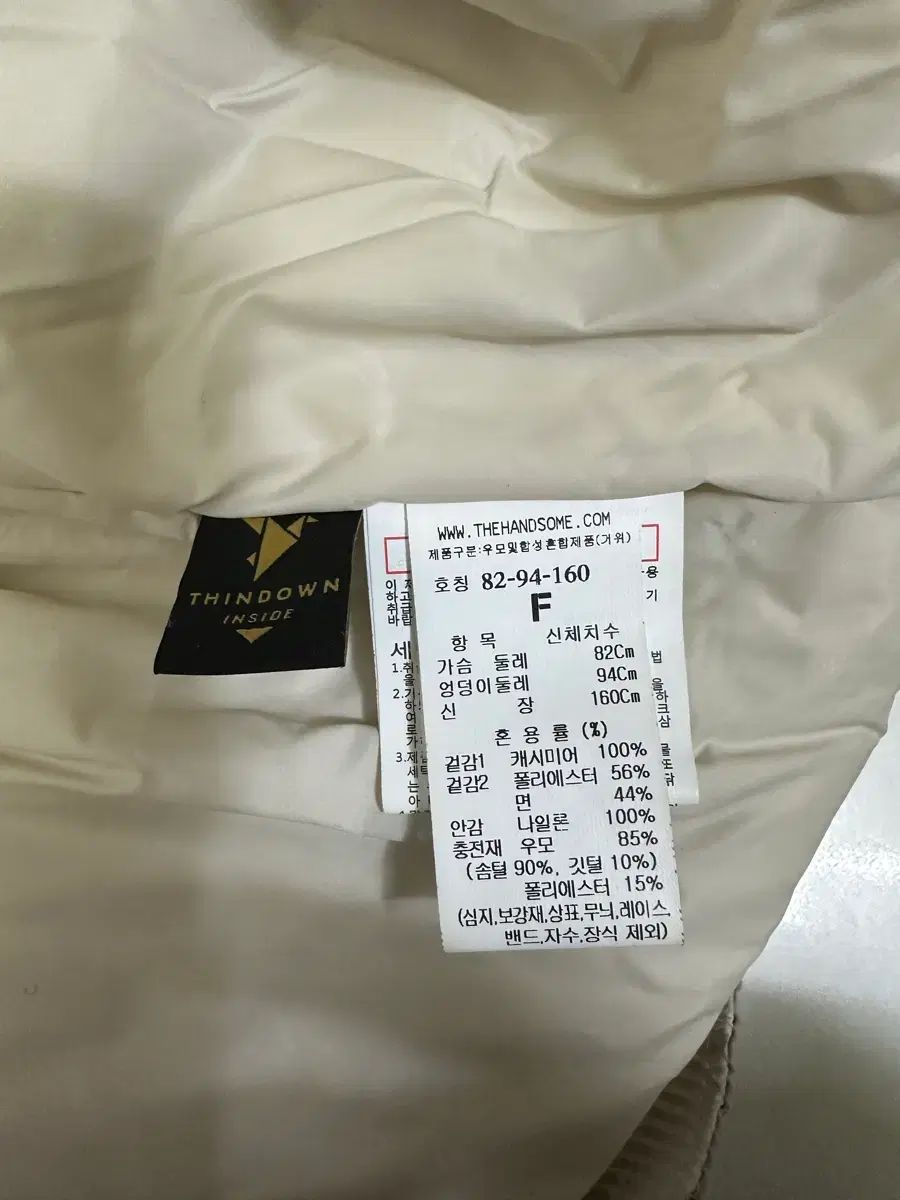 THINDOWN
INSIDE
WWW.THEHANDSOME.COM
제품구분:우모및합성혼합제품(거위)
호칭 82-94-160
F
항 목 신체치수
가슴 둘레 82Cm
엉덩이둘레 94Cm
신 장 160Cm
혼 용 률 (%)
겉감1 캐시미어 100%
겉감2 폴리에스터 56%
면 44%
안감 나일론 100%
충전재 우모 85%
(솜털 90%, 깃털 10%)
폴리에스터 15%
(심지,보강재,상표,무늬,레이스,
밴드,자수,장식 제외)